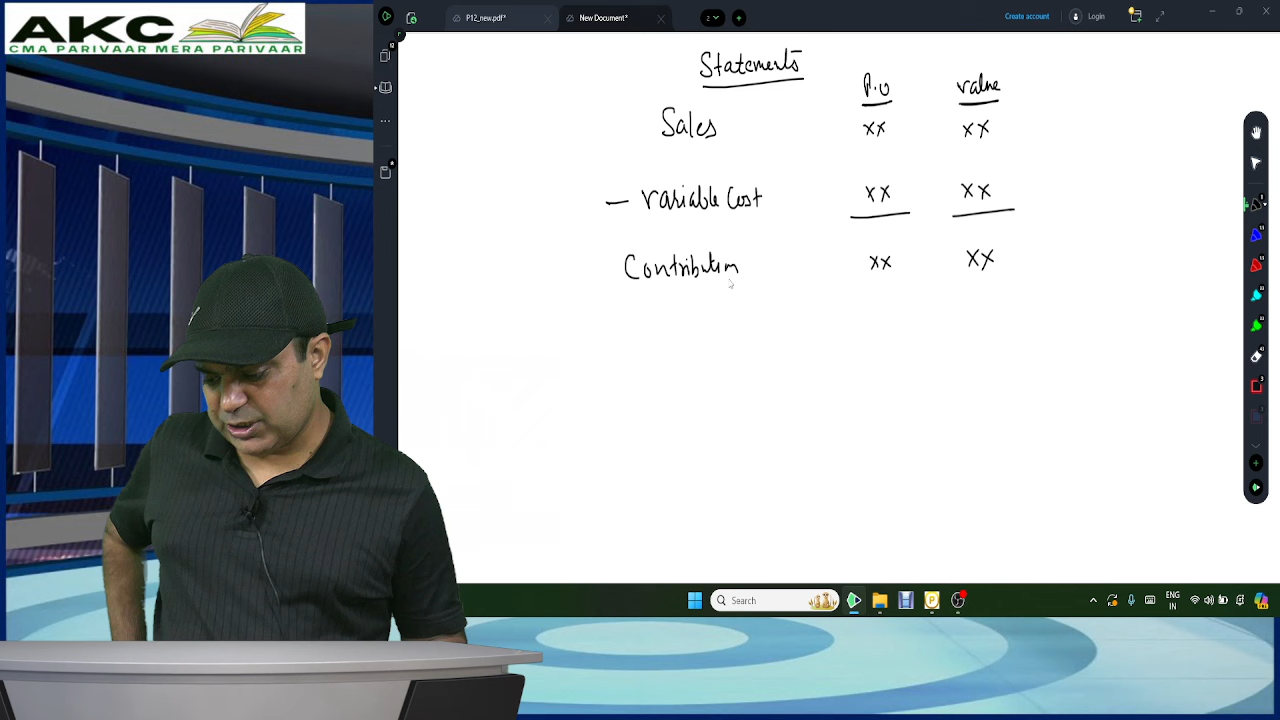 AKC
CMA PARIVAAR MERA PARIVAAR
P12_new.pdf*
New Document*
2
Create account
Login
Statements
P.U value
Sales xx xx
– Variable Cost xx xx
Contribution xx xx
Search
ENG
IN